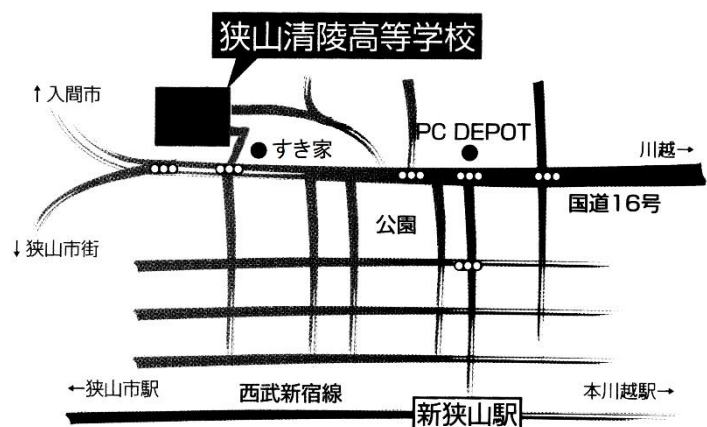 狭山清陵高等学校
↑入間市
すき家
PC DEPOT
川越→
国道16号
公園
↓狭山市街
←狭山市駅
西武新宿線
本川越駅→
新狭山駅